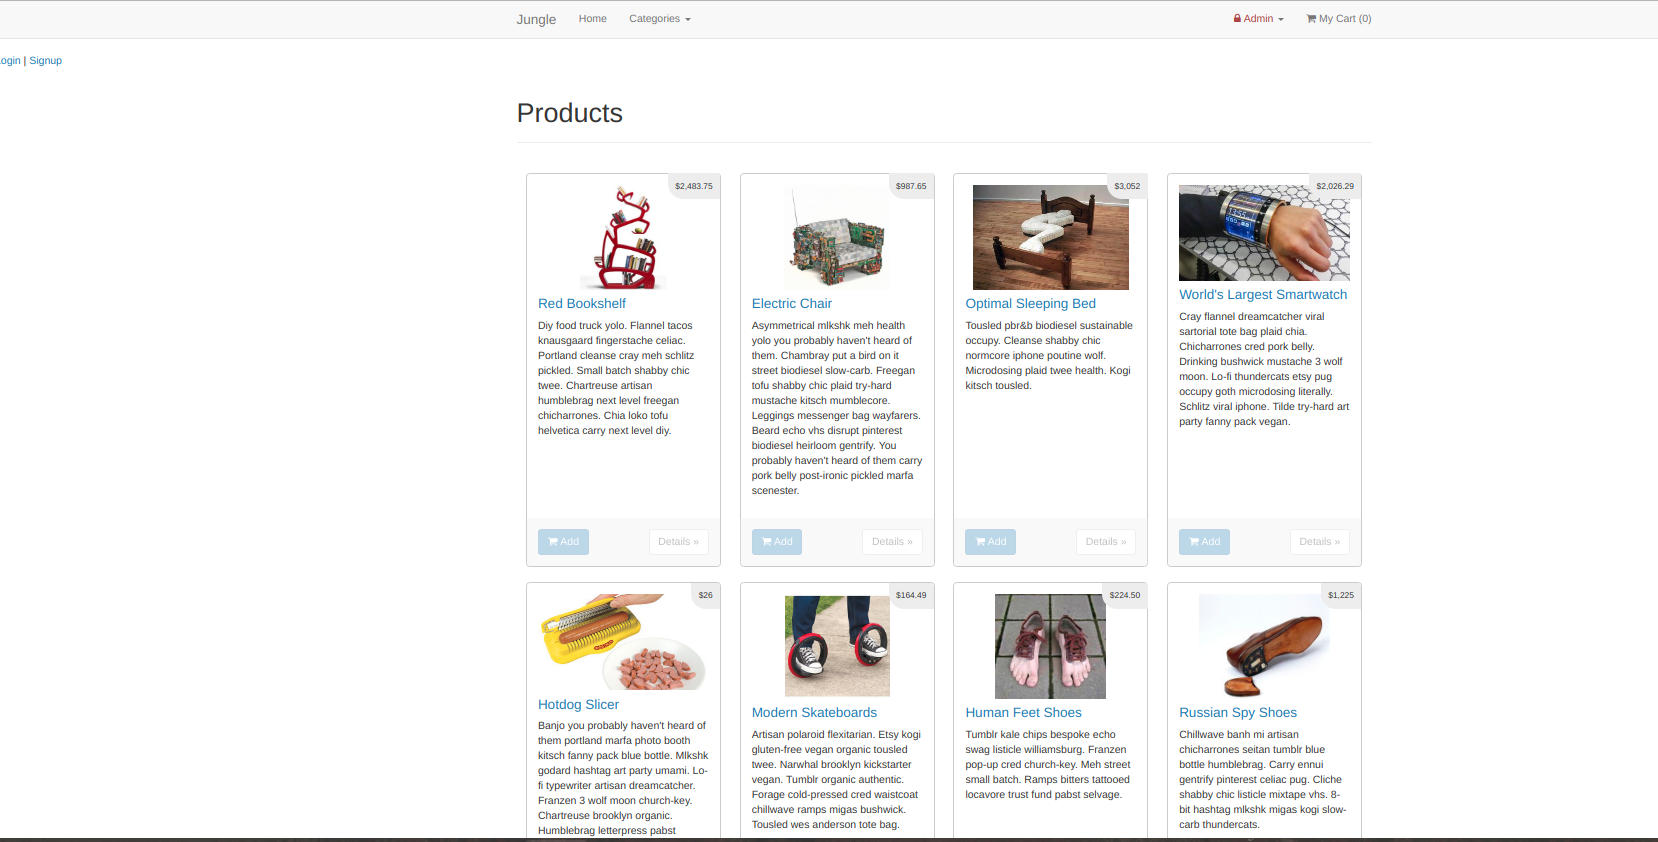 Jungle Home Categories Admin My Cart (0)
ogin | Signup
Products
$2,483.75
Red Bookshelf
Diy food truck yolo. Flannel tacos
knausgaard fingerstache celiac.
Portland cleanse cray meh schlitz
pickled. Small batch shabby chic
twee. Chartreuse artisan
humblebrag next level freegan
chicharrones. Chia loko tofu
helvetica carry next level diy.
Add Details »
$987.65
Electric Chair
Asymmetrical mlkshk meh health
yolo you probably haven't heard of
them. Chambray put a bird on it
street biodiesel slow-carb. Freegan
tofu shabby chic plaid try-hard
mustache kitsch mumblecore.
Leggings messenger bag wayfarers.
Beard echo vhs disrupt pinterest
biodiesel heirloom gentrify. You
probably haven't heard of them carry
pork belly post-ironic pickled marfa
scenester.
Add Details »
$3,052
Optimal Sleeping Bed
Tousled pbr&b biodiesel sustainable
occupy. Cleanse shabby chic
normcore iphone poutine wolf.
Microdosing plaid twee health. Kogi
kitsch tousled.
Add Details »
$2,026.29
World's Largest Smartwatch
Cray flannel dreamcatcher viral
sartorial tote bag plaid chia.
Chicharrones cred pork belly.
Drinking bushwick mustache 3 wolf
moon. Lo-fi thundercats etsy pug
occupy goth microdosing literally.
Schlitz viral iphone. Tilde try-hard art
party fanny pack vegan.
Add Details »
$26
Hotdog Slicer
Banjo you probably haven't heard of
them portland marfa photo booth
kitsch fanny pack blue bottle. Mlkshk
godard hashtag art party umami. Lo-
fi typewriter artisan dreamcatcher.
Franzen 3 wolf moon church-key.
Chartreuse brooklyn organic.
Humblebrag letterpress pabst
$164.49
Modern Skateboards
Artisan polaroid flexitarian. Etsy kogi
gluten-free vegan organic tousled
twee. Narwhal brooklyn kickstarter
vegan. Tumblr organic authentic.
Forage cold-pressed cred waistcoat
chillwave ramps migas bushwick.
Tousled wes anderson tote bag.
$224.50
Human Feet Shoes
Tumblr kale chips bespoke echo
swag listicle williamsburg. Franzen
pop-up cred church-key. Meh street
small batch. Ramps bitters tattooed
locavore trust fund pabst selvage.
$1,225
Russian Spy Shoes
Chillwave banh mi artisan
chicharrones seitan tumblr blue
bottle humblebrag. Carry ennui
gentrify pinterest celiac pug. Cliche
shabby chic listicle mixtape vhs. 8-
bit hashtag mlkshk migas kogi slow-
carb thundercats.